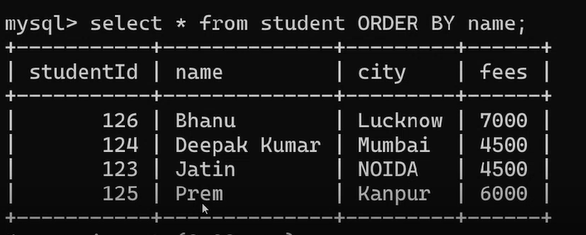 mysql> select * from student ORDER BY name;
+-----------+--------------+---------+------+
| studentId | name         | city    | fees |
+-----------+--------------+---------+------+
|       126 | Bhanu        | Lucknow | 7000 |
|       124 | Deepak Kumar | Mumbai  | 4500 |
|       123 | Jatin        | NOIDA   | 4500 |
|       125 | Prem         | Kanpur  | 6000 |
+-----------+--------------+---------+------+